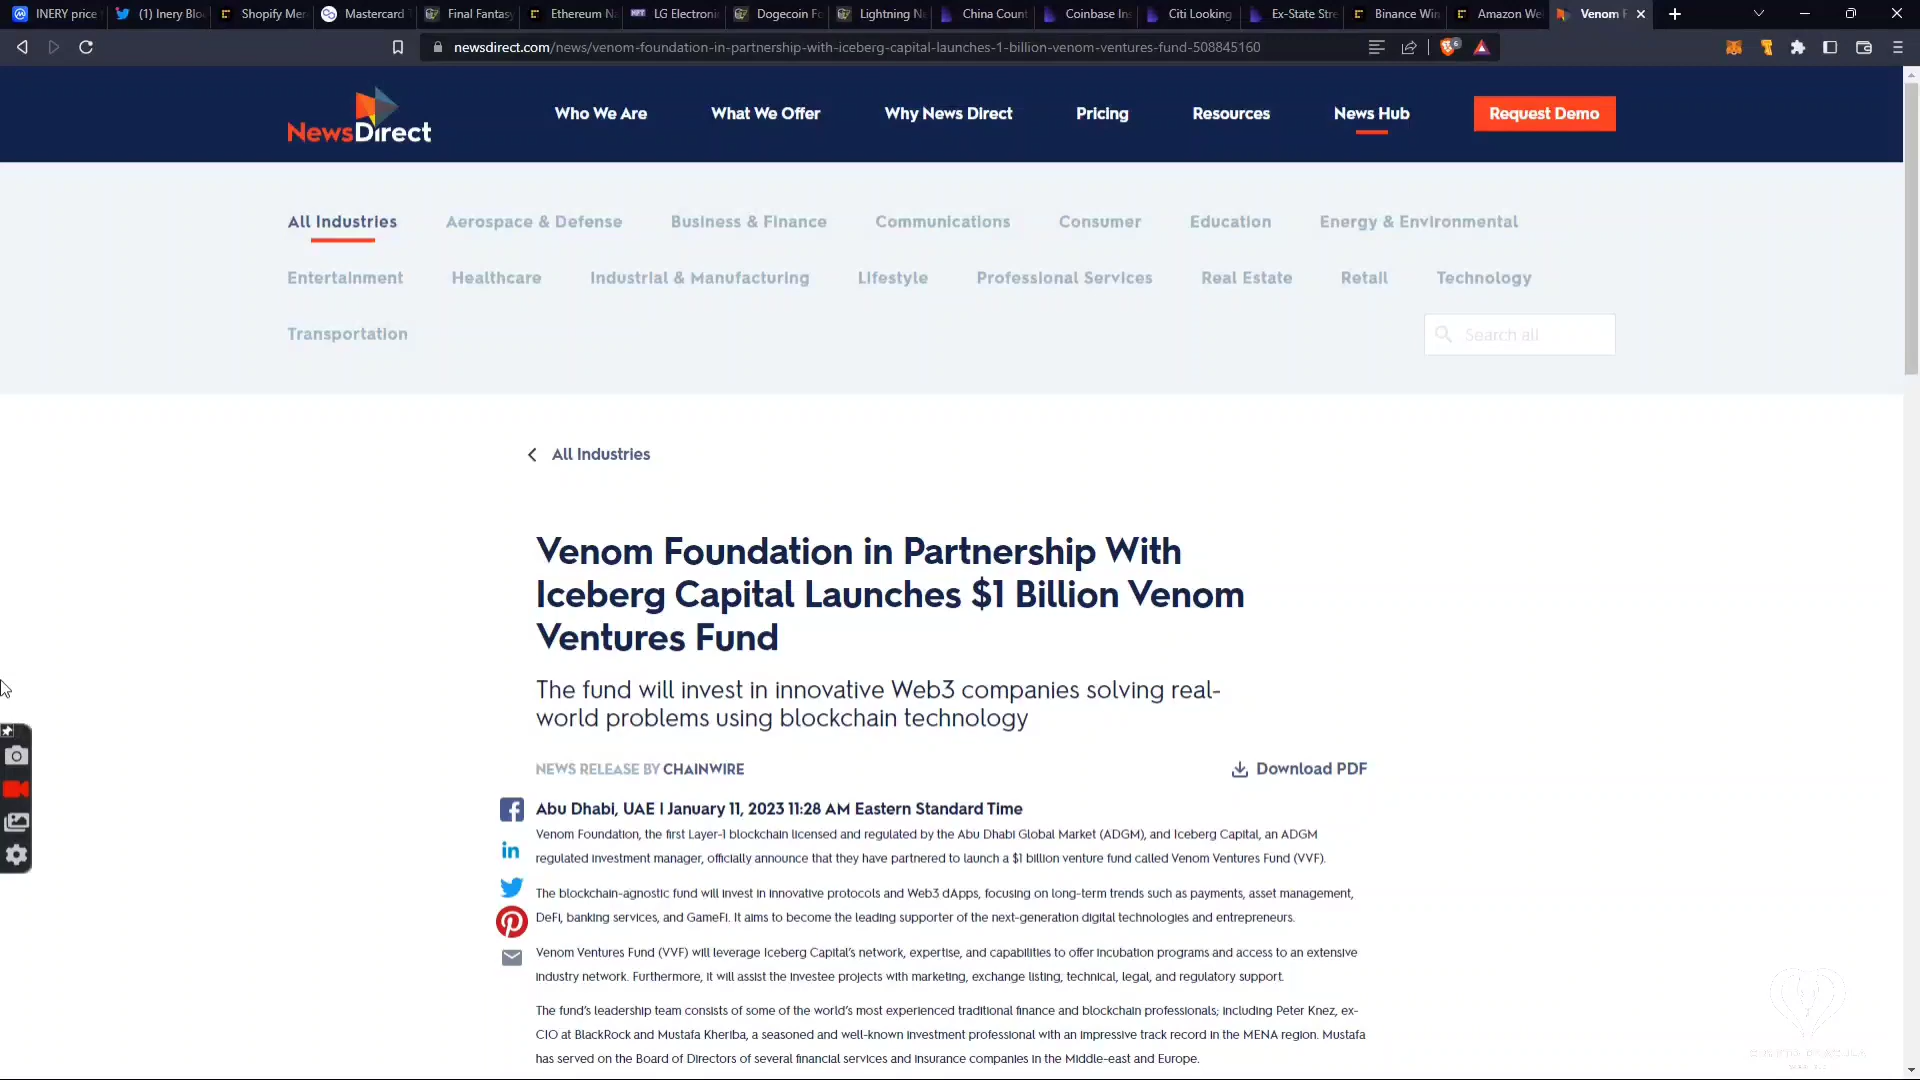 INERY price
(1) Inery Blo
Shopify Mer
Mastercard
Final Fantasy
Ethereum N
LG Electroni
Dogecoin Fo
Lightning N
China Count
Coinbase Ins
Citi Looking
Ex-State Stre
Binance Win
Amazon We
Venom F
newsdirect.com/news/venom-foundation-in-partnership-with-iceberg-capital-launches-1-billion-venom-ventures-fund-508845160
NewsDirect
Who We Are
What We Offer
Why News Direct
Pricing
Resources
News Hub
Request Demo
All Industries
Aerospace & Defense
Business & Finance
Communications
Consumer
Education
Energy & Environmental
Entertainment
Healthcare
Industrial & Manufacturing
Lifestyle
Professional Services
Real Estate
Retail
Technology
Transportation
Search all
All Industries
Venom Foundation in Partnership With
Iceberg Capital Launches $1 Billion Venom
Ventures Fund
The fund will invest in innovative Web3 companies solving real-
world problems using blockchain technology
NEWS RELEASE BY CHAINWIRE
Download PDF
Abu Dhabi, UAE | January 11, 2023 11:28 AM Eastern Standard Time
Venom Foundation, the first Layer-1 blockchain licensed and regulated by the Abu Dhabi Global Market (ADGM), and Iceberg Capital, an ADGM
regulated investment manager, officially announce that they have partnered to launch a $1 billion venture fund called Venom Ventures Fund (VVF).
The blockchain-agnostic fund will invest in innovative protocols and Web3 dApps, focusing on long-term trends such as payments, asset management,
DeFi, banking services, and GameFi. It aims to become the leading supporter of the next-generation digital technologies and entrepreneurs.
Venom Ventures Fund (VVF) will leverage Iceberg Capital's network, expertise, and capabilities to offer incubation programs and access to an extensive
industry network. Furthermore, it will assist the investee projects with marketing, exchange listing, technical, legal, and regulatory support.
The fund's leadership team consists of some of the world's most experienced traditional finance and blockchain professionals; including Peter Knez, ex-
CIO at BlackRock and Mustafa Kheriba, a seasoned and well-known investment professional with an impressive track record in the MENA region. Mustafa
has served on the Board of Directors of several financial services and insurance companies in the Middle-east and Europe.